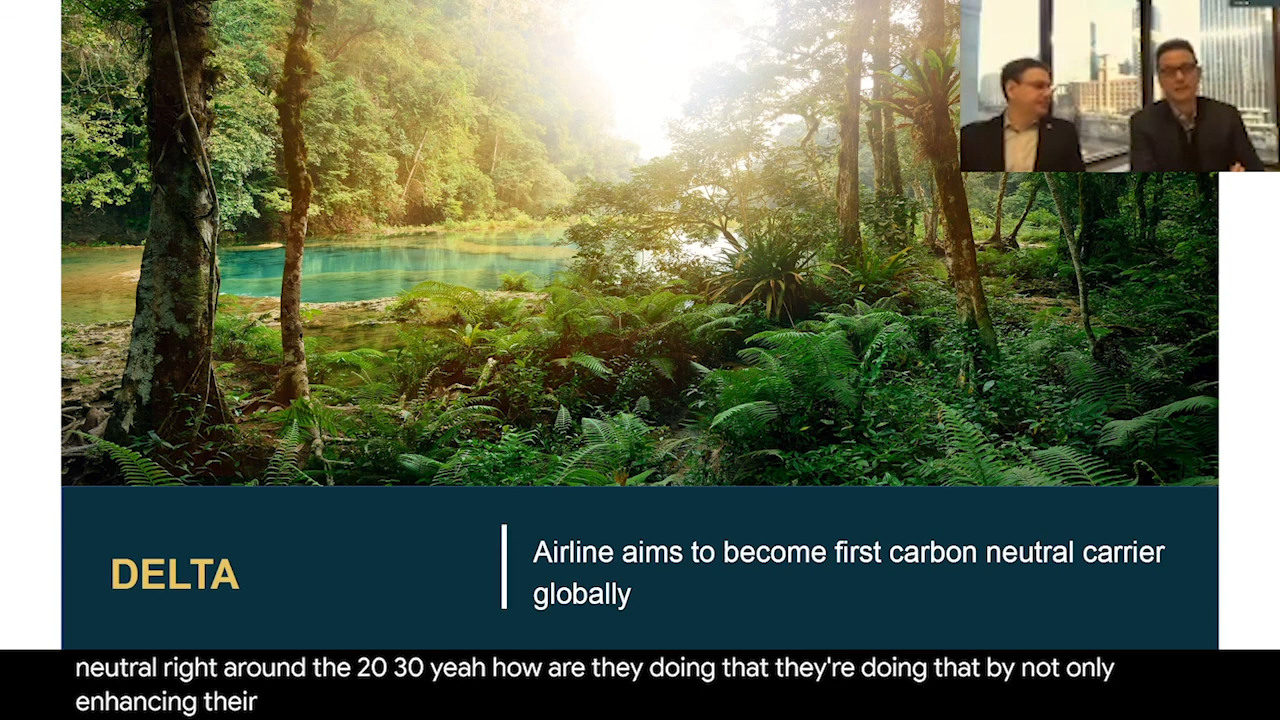 DELTA
Airline aims to become first carbon neutral carrier
globally
neutral right around the 20 30 yeah how are they doing that they're doing that by not only
enhancing their